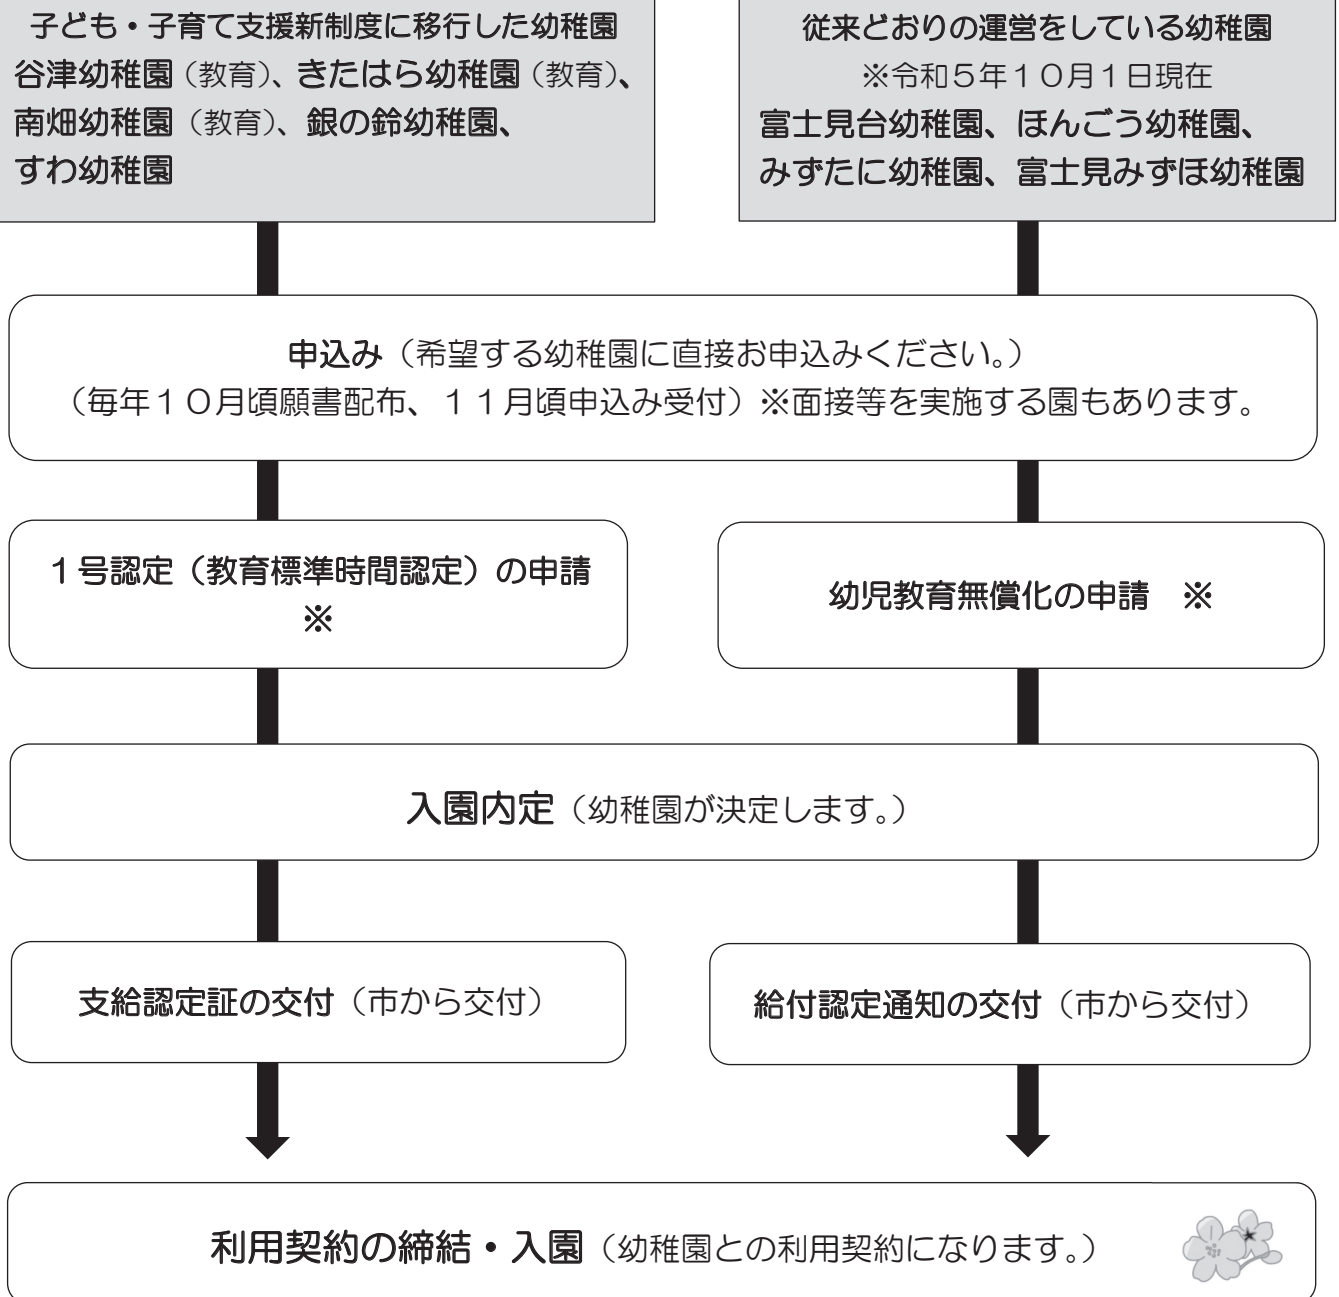 子ども・子育て支援新制度に移行した幼稚園
谷津幼稚園（教育）、きたはら幼稚園（教育）、
南畑幼稚園（教育）、銀の鈴幼稚園、
すわ幼稚園
従来どおりの運営をしている幼稚園
※令和５年１０月１日現在
富士見台幼稚園、ほんごう幼稚園、
みずたに幼稚園、富士見みずほ幼稚園
申込み（希望する幼稚園に直接お申込みください。）
（毎年１０月頃願書配布、１１月頃申込み受付）※面接等を実施する園もあります。
１号認定（教育標準時間認定）の申請
※
幼児教育無償化の申請　※
入園内定（幼稚園が決定します。）
支給認定証の交付（市から交付）
給付認定通知の交付（市から交付）
利用契約の締結・入園（幼稚園との利用契約になります。）